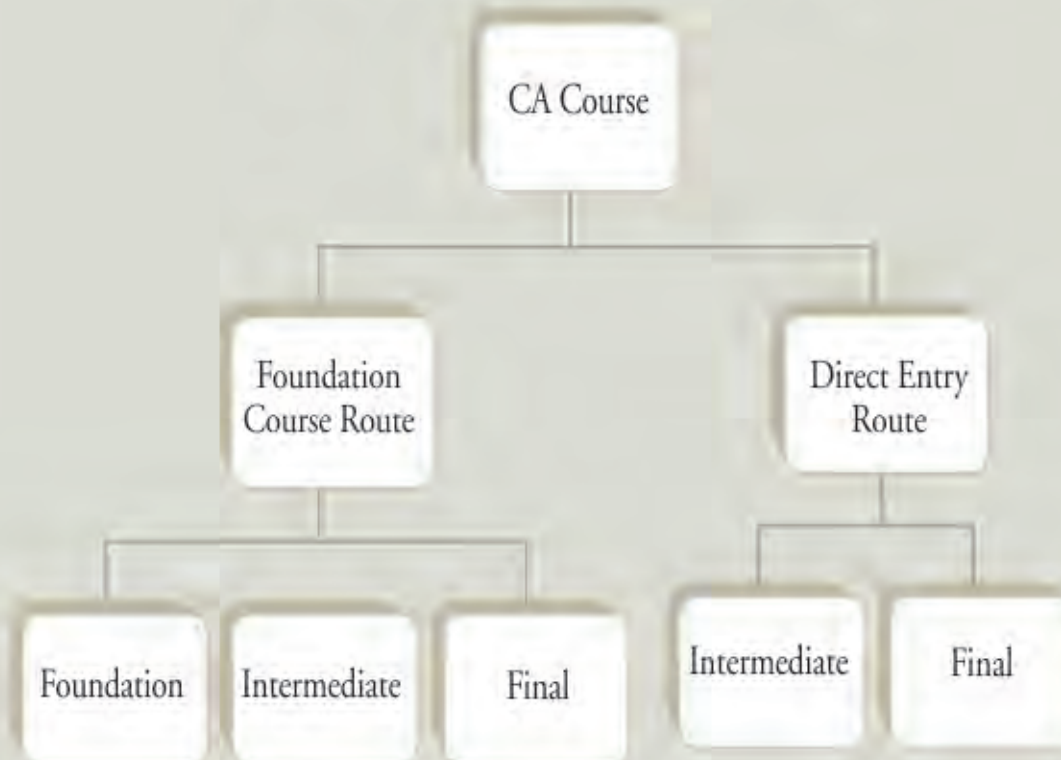 CA Course
Foundation
Course Route
Direct Entry
Route
Foundation
Intermediate
Final
Intermediate
Final